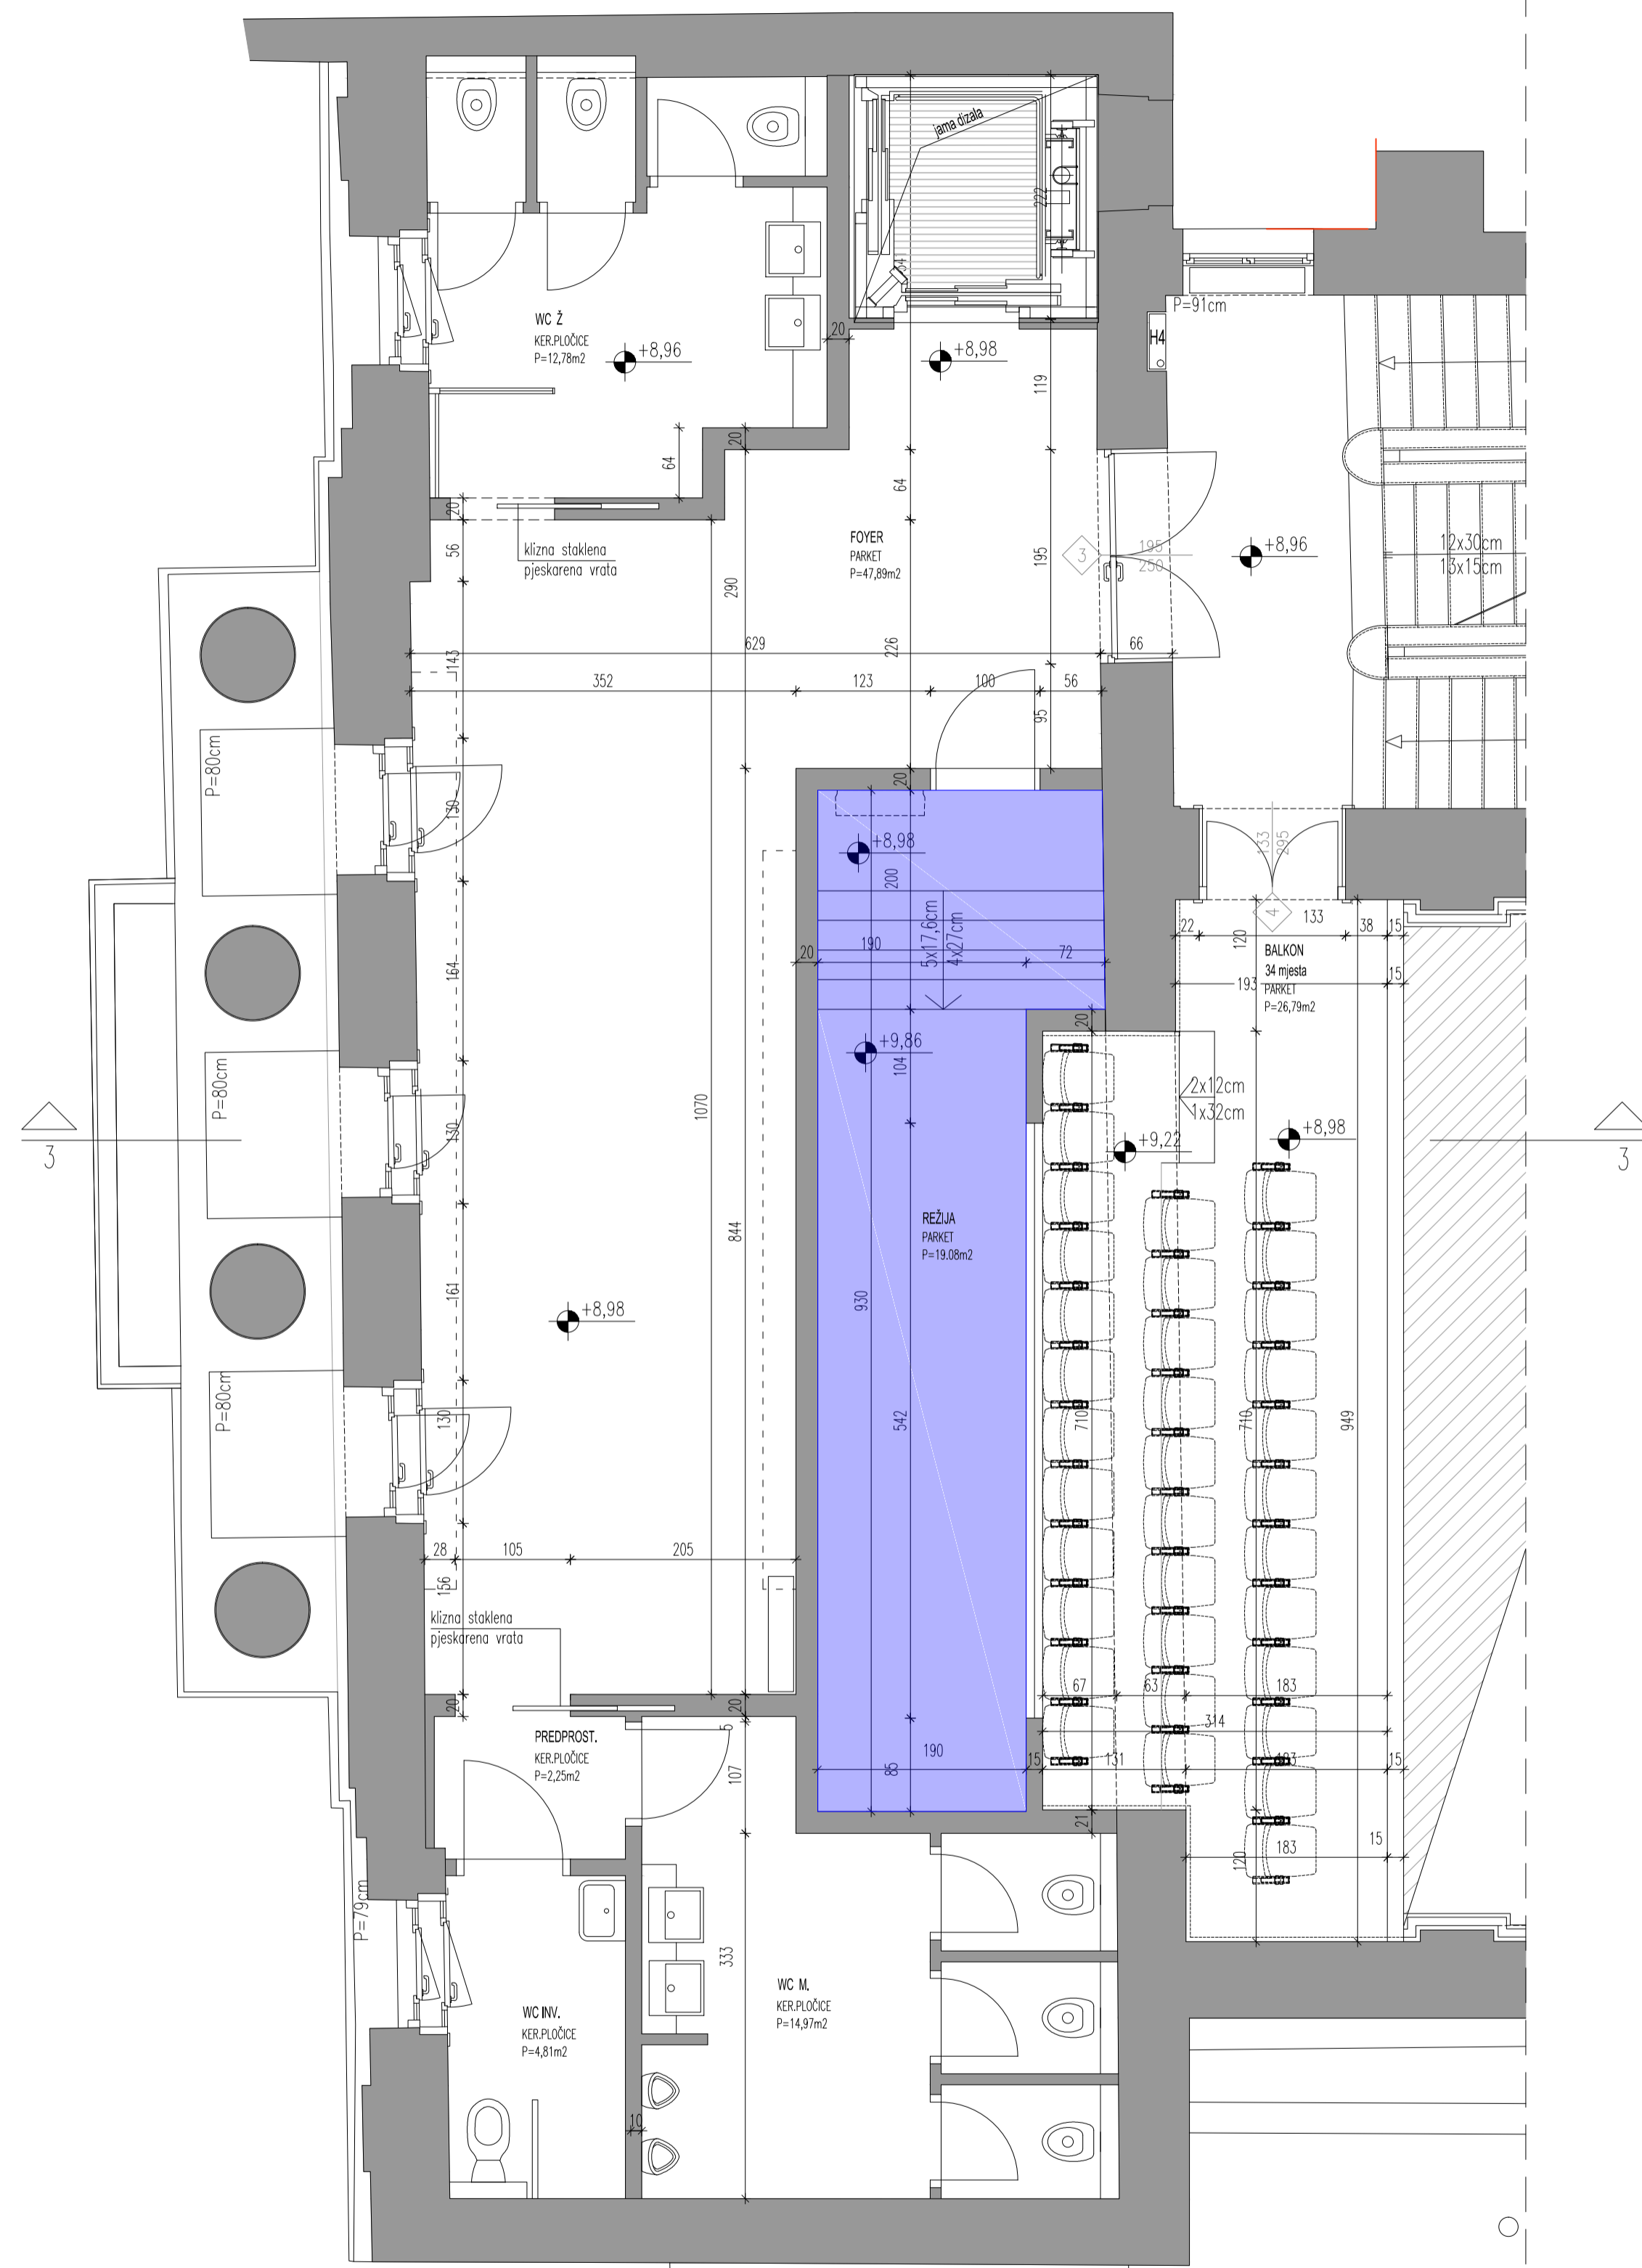 jama dizala
222
341
P=91cm
H4
WC Ž
KER.PLOČICE
P=12,78m2
+8,96
20
+8,98
119
20
64
64
20
56
klizna staklena
pjeskarena vrata
290
FOYER
PARKET
P=47,89m2
195
3
195
250
+8,96
12x30cm
13x15cm
143
629
226
66
352
123
100
56
95
P=80cm
130
20
+8,98
200
133
295
4
20
190
5x17,6cm
4x27cm
72
22
120
133
38
15
BALKON
34 mjesta
PARKET
P=26,79m2
193
15
164
20
+9,86
104
2x12cm
1x32cm
P=80cm
1070
130
+9,22
+8,98
3
3
844
REŽIJA
PARKET
P=19.08m2
161
930
+8,98
P=80cm
130
542
710
710
949
28
105
205
156
klizna staklena
pjeskarena vrata
67
63
183
20
20
314
PREDPROST.
KER.PLOČICE
P=2,25m2
5
107
190
85
15
131
183
15
21
120
183
15
P=79cm
333
WC M.
KER.PLOČICE
P=14,97m2
WC INV.
KER.PLOČICE
P=4,81m2
10